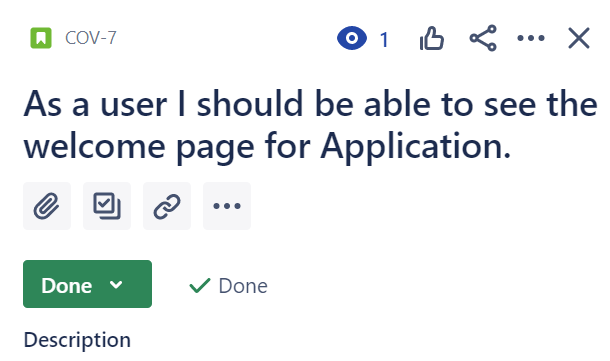 COV-7
1
As a user I should be able to see the
welcome page for Application.
Done
Done
Description